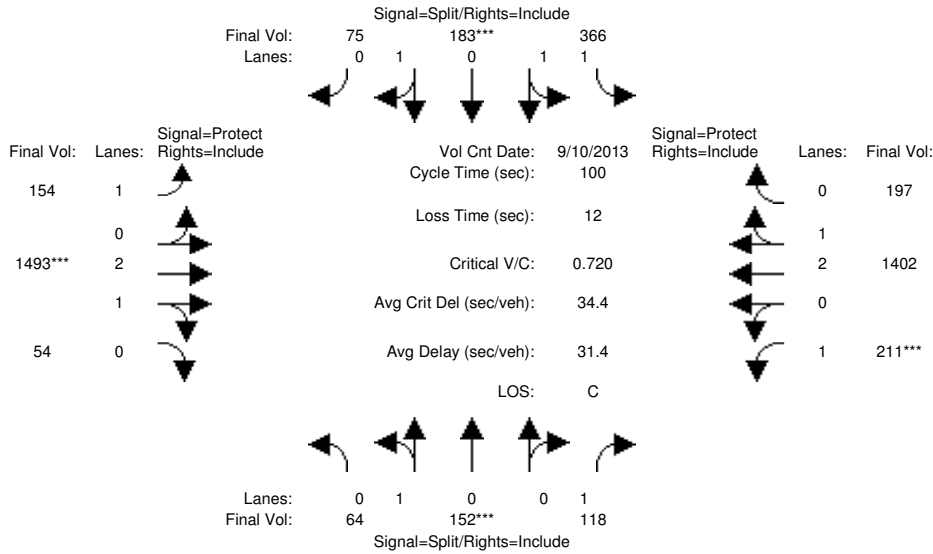 Signal=Split/Rights=Include
Final Vol: 75 183*** 366
Lanes: 0 1 0 1 1
Signal=Protect
Final Vol: Lanes: Rights=Include
Vol Cnt Date: 9/10/2013
Signal=Protect
Rights=Include Lanes: Final Vol:
Cycle Time (sec): 100
154 1
0 197
Loss Time (sec): 12
0
1
1493*** 2
Critical V/C: 0.720
2 1402
1
Avg Crit Del (sec/veh): 34.4
0
54 0
Avg Delay (sec/veh): 31.4
1 211***
LOS: C
Lanes: 0 1 0 0 1
Final Vol: 64 152*** 118
Signal=Split/Rights=Include